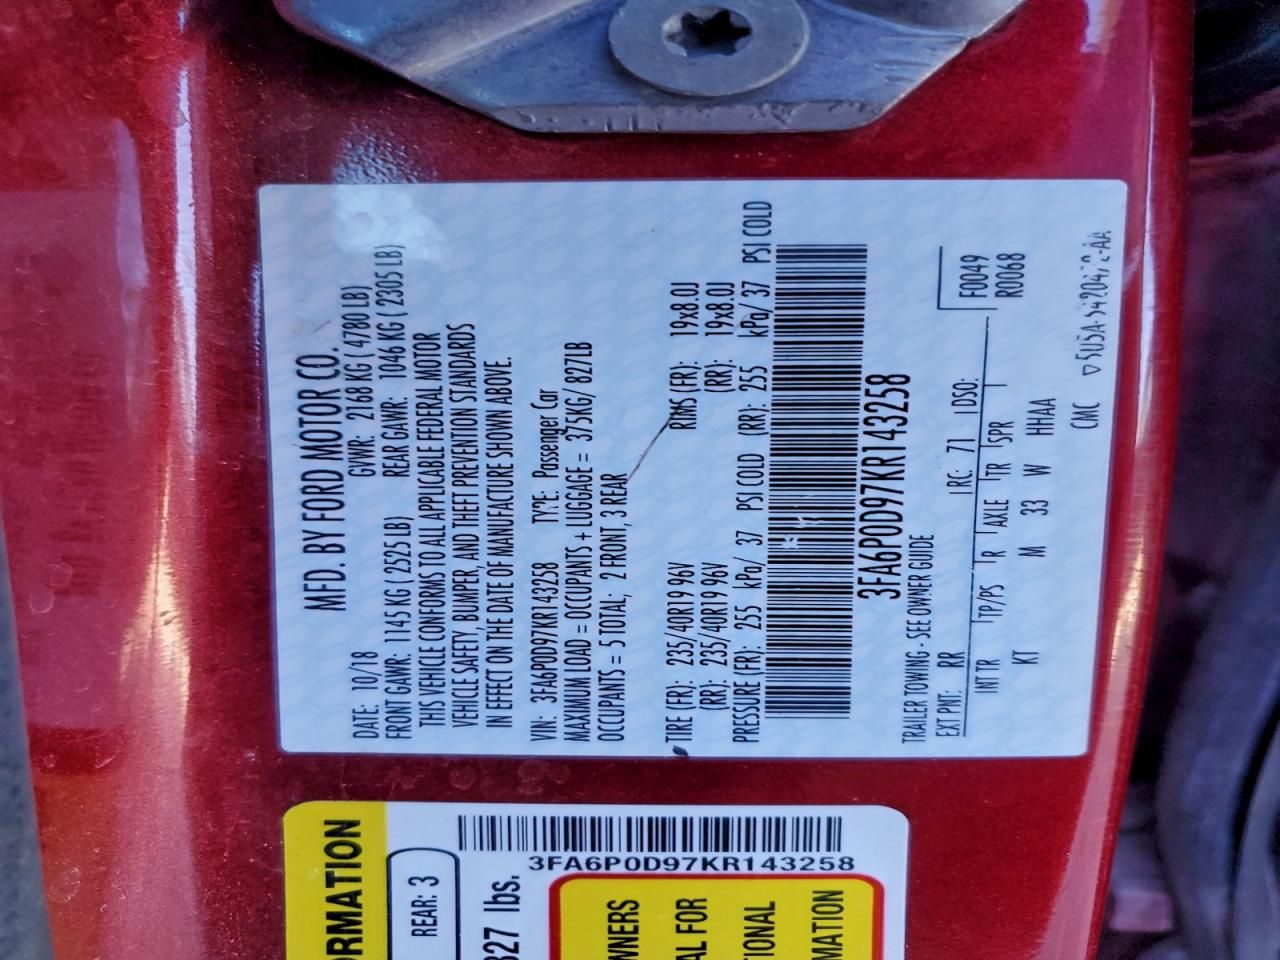 MFD. BY FORD MOTOR CO.
DATE: 10/18 GVWR: 2168 KG ( 4780 LB)
FRONT GAWR: 1145 KG ( 2525 LB) REAR GAWR: 1046 KG ( 2305 LB)
THIS VEHICLE CONFORMS TO ALL APPLICABLE FEDERAL MOTOR
VEHICLE SAFETY, BUMPER, AND THEFT PREVENTION STANDARDS
IN EFFECT ON THE DATE OF MANUFACTURE SHOWN ABOVE.
VIN: 3FA6P0D97KR143258 TYPE: Passenger Car
MAXIMUM LOAD = OCCUPANTS + LUGGAGE = 375KG/ 827LB
OCCUPANTS = 5 TOTAL; 2 FRONT, 3 REAR
TIRE (FR): 235/40R19 96V RIMS (FR): 19x8.0J
(RR): 235/40R19 96V (RR): 19x8.0J
PRESSURE (FR): 255 kPa/ 37 PSI COLD (RR): 255 kPa/ 37 PSI COLD
3FA6P0D97KR143258
TRAILER TOWING - SEE OWNER GUIDE
EXT PNT: RR RC: 71 DSO: F0049
R0068
INT TR TP/PS R AXLE TR SPR
KT M 33 W HHAA
CMC
ORMATION
REAR: 3
827 lbs.
3FA6P0D97KR143258
WNERS
AL FOR
TIONAL
MATION